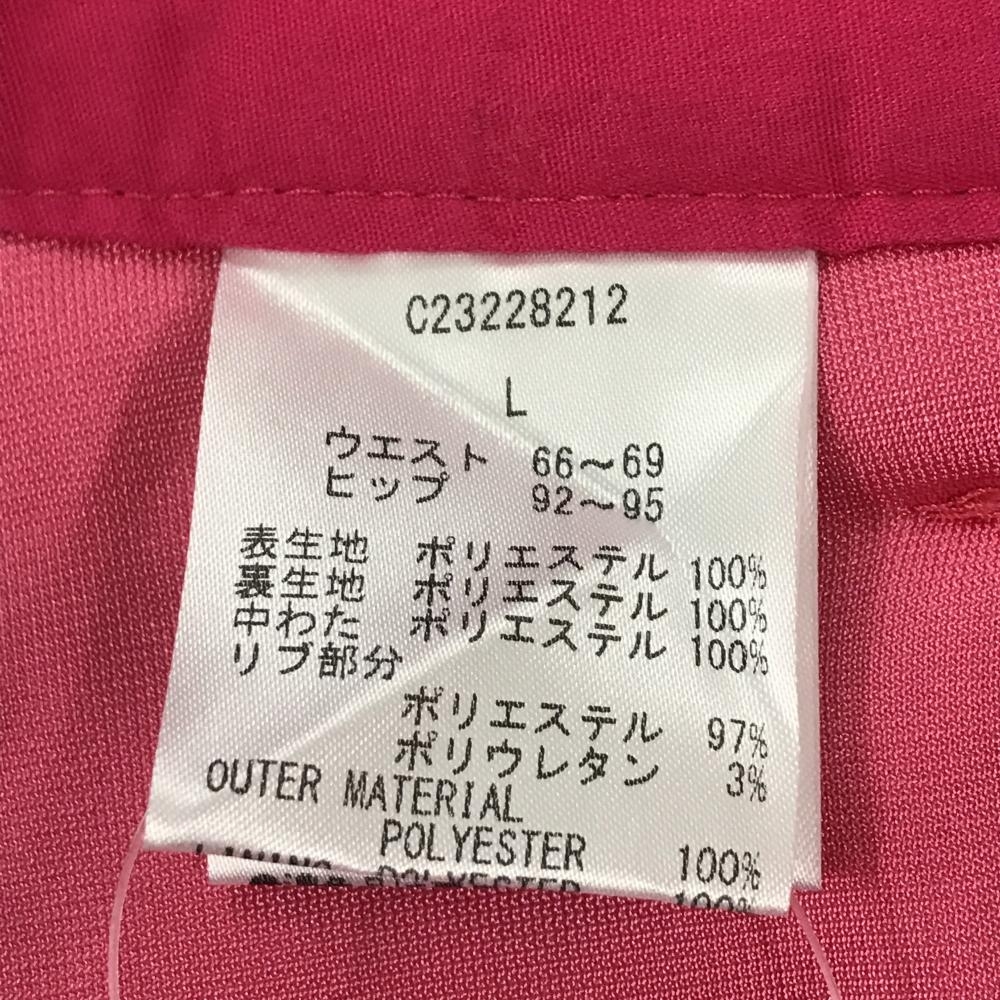 C23228212
L
ウエスト 66～69
ヒップ 92～95
表生地 ポリエステル 100%
裏生地 ポリエステル 100%
中わた ポリエステル 100%
リブ部分
ポリエステル 97%
ポリウレタン 3%
OUTER MATERIAL
POLYESTER 100%
LINING POLYESTER 100%